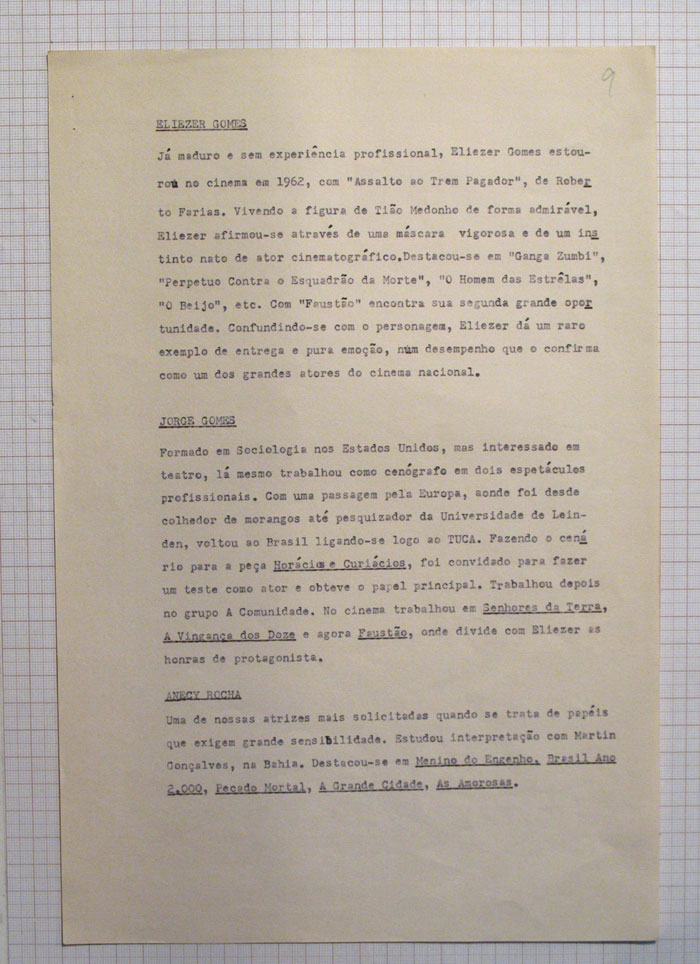 9
ELIEZER GOMES
Já maduro e sem experiência profissional, Eliezer Gomes estou-
rou no cinema em 1962, com "Assalto ao Trem Pagador", de Rober
to Farias. Vivendo a figura de Tião Medonho de forma admirável,
Eliezer afirmou-se através de uma máscara vigorosa e de um ins
tinto nato de ator cinematográfico.Destacou-se em "Ganga Zumbi",
"Perpetuo Contra o Esquadrão da Morte", "O Homem das Estrêlas",
"O Beijo", etc. Com "Faustão" encontra sua segunda grande opor
tunidade. Confundindo-se com o personagem, Eliezer dá um raro
exemplo de entrega e pura emoção, num desempenho que o confirma
como um dos grandes atores do cinema nacional.
JORGE GOMES
Formado em Sociologia nos Estados Unidos, mas interessado em
teatro, lá mesmo trabalhou como cenógrafo em dois espetáculos
profissionais. Com uma passagem pela Europa, aonde foi desde
colhedor de morangos até pesquizador da Universidade de Lein-
den, voltou ao Brasil ligando-se logo ao TUCA. Fazendo o cená
rio para a peça Horácios e Curiácios, foi convidado para fazer
um teste como ator e obteve o papel principal. Trabalhou depois
no grupo A Comunidade. No cinema trabalhou em Senhores da Terra,
A Vingança dos Doze e agora Faustão, onde divide com Eliezer as
honras de protagonista.
ANECY ROCHA
Uma de nossas atrizes mais solicitadas quando se trata de papéis
que exigem grande sensibilidade. Estudou interpretação com Martin
Gonçalves, na Bahia. Destacou-se em Menino do Engenho. Brasil Ano
2.000, Pecado Mortal, A Grande Cidade, As Amorosas.